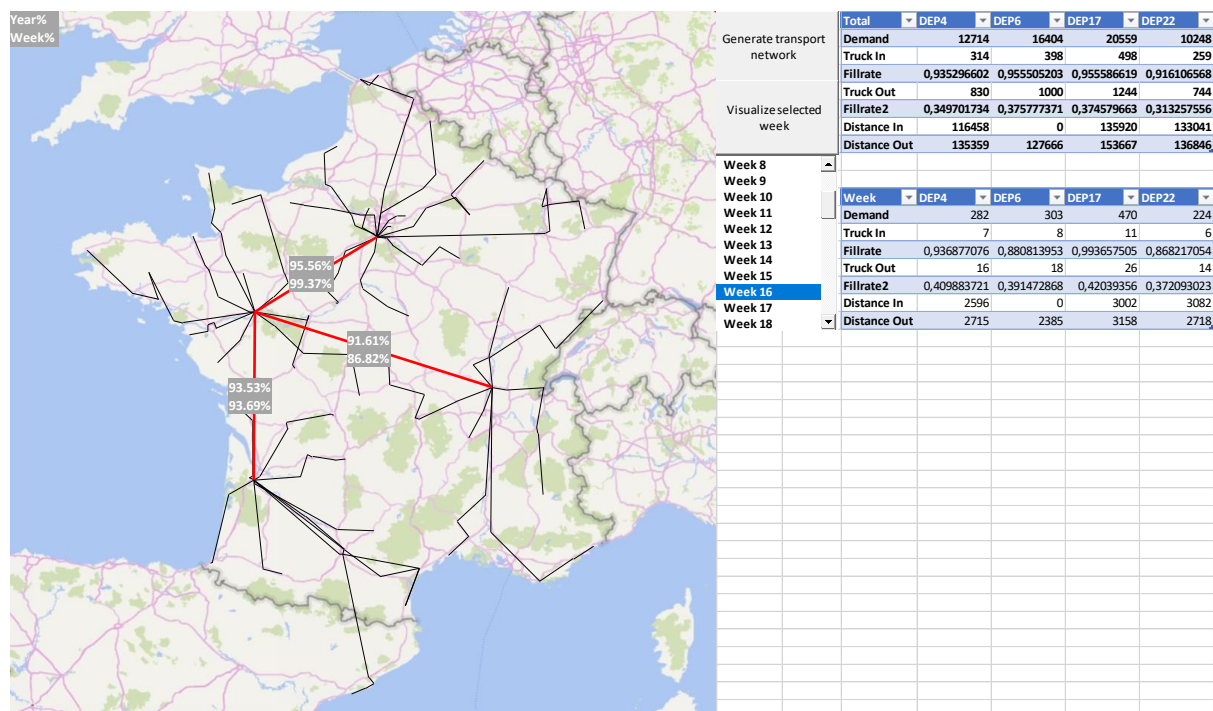 Year%
Week%
95.56%
99.37%
91.61%
86.82%
93.53%
93.69%
Generate transport
network
Visualize selected
week
Week 8
Week 9
Week 10
Week 11
Week 12
Week 13
Week 14
Week 15
Week 16
Week 17
Week 18
Total DEP4 DEP6 DEP17 DEP22
Demand 12714 16404 20559 10248
Truck In 314 398 498 259
Fillrate 0,935296602 0,955505203 0,955586619 0,916106568
Truck Out 830 1000 1244 744
Fillrate2 0,349701734 0,375777371 0,374579663 0,313257556
Distance In 116458 0 135920 133041
Distance Out 135359 127666 153667 136846
Week DEP4 DEP6 DEP17 DEP22
Demand 282 303 470 224
Truck In 7 8 11 6
Fillrate 0,936877076 0,880813953 0,993657505 0,868217054
Truck Out 16 18 26 14
Fillrate2 0,409883721 0,391472868 0,42039356 0,372093023
Distance In 2596 0 3002 3082
Distance Out 2715 2385 3158 2718